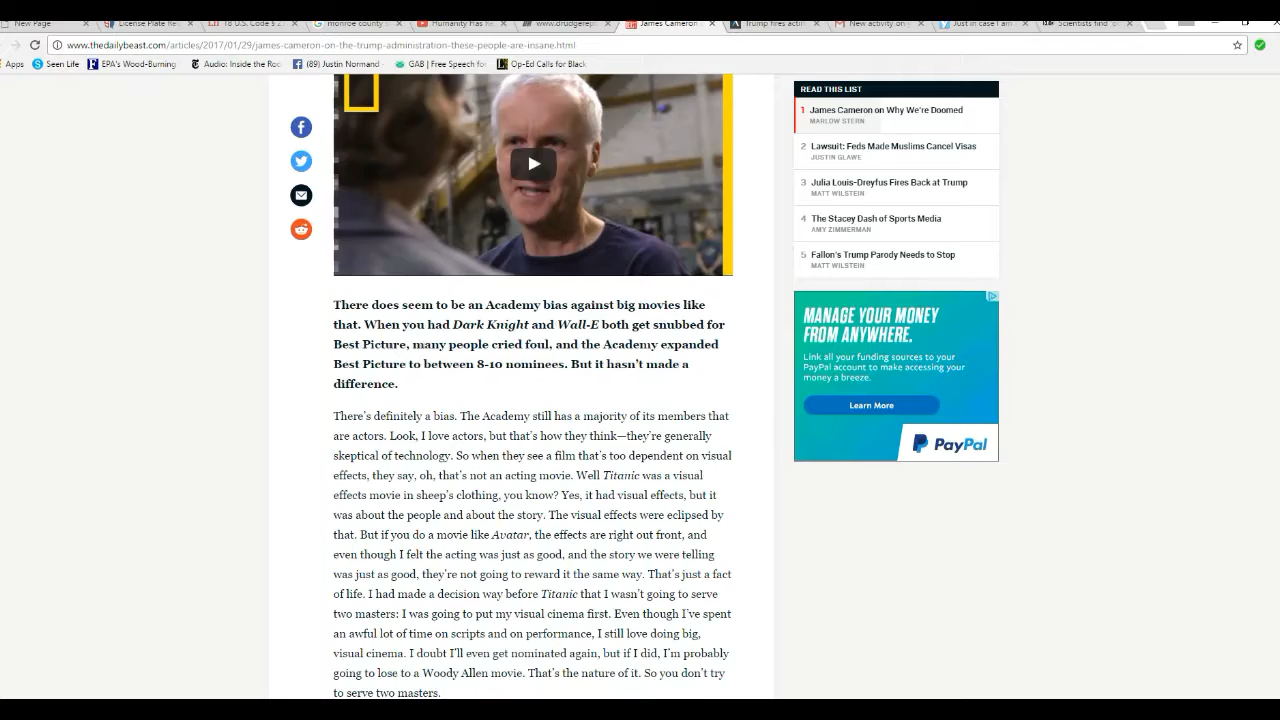 New Page
License Plate Re
18 U.S. Code § 2
monroe county s
Humanity Has Re
www.drudgerep
James Cameron
Trump fires acti
New activity on
Just in case I am
Scientists find
www.thedailybeast.com/articles/2017/01/29/james-cameron-on-the-trump-administration-these-people-are-insane.html
Apps
Seen Life
EPA's Wood-Burning
Audio: Inside the Roo
(89) Justin Normand
GAB | Free Speech fo
Op-Ed Calls for Black
There does seem to be an Academy bias against big movies like
that. When you had Dark Knight and Wall-E both get snubbed for
Best Picture, many people cried foul, and the Academy expanded
Best Picture to between 8-10 nominees. But it hasn't made a
difference.
There's definitely a bias. The Academy still has a majority of its members that
are actors. Look, I love actors, but that's how they think—they're generally
skeptical of technology. So when they see a film that's too dependent on visual
effects, they say, oh, that's not an acting movie. Well Titanic was a visual
effects movie in sheep's clothing, you know? Yes, it had visual effects, but it
was about the people and about the story. The visual effects were eclipsed by
that. But if you do a movie like Avatar, the effects are right out front, and
even though I felt the acting was just as good, and the story we were telling
was just as good, they're not going to reward it the same way. That's just a fact
of life. I had made a decision way before Titanic that I wasn't going to serve
two masters: I was going to put my visual cinema first. Even though I've spent
an awful lot of time on scripts and on performance, I still love doing big,
visual cinema. I doubt I'll even get nominated again, but if I did, I'm probably
going to lose to a Woody Allen movie. That's the nature of it. So you don't try
to serve two masters.
READ THIS LIST
1 James Cameron on Why We're Doomed
MARLOW STERN
2 Lawsuit: Feds Made Muslims Cancel Visas
JUSTIN GLAWE
3 Julia Louis-Dreyfus Fires Back at Trump
MATT WILSTEIN
4 The Stacey Dash of Sports Media
AMY ZIMMERMAN
5 Fallon's Trump Parody Needs to Stop
MATT WILSTEIN
MANAGE YOUR MONEY
FROM ANYWHERE.
Link all your funding sources to your
PayPal account to make accessing your
money a breeze.
Learn More
PayPal